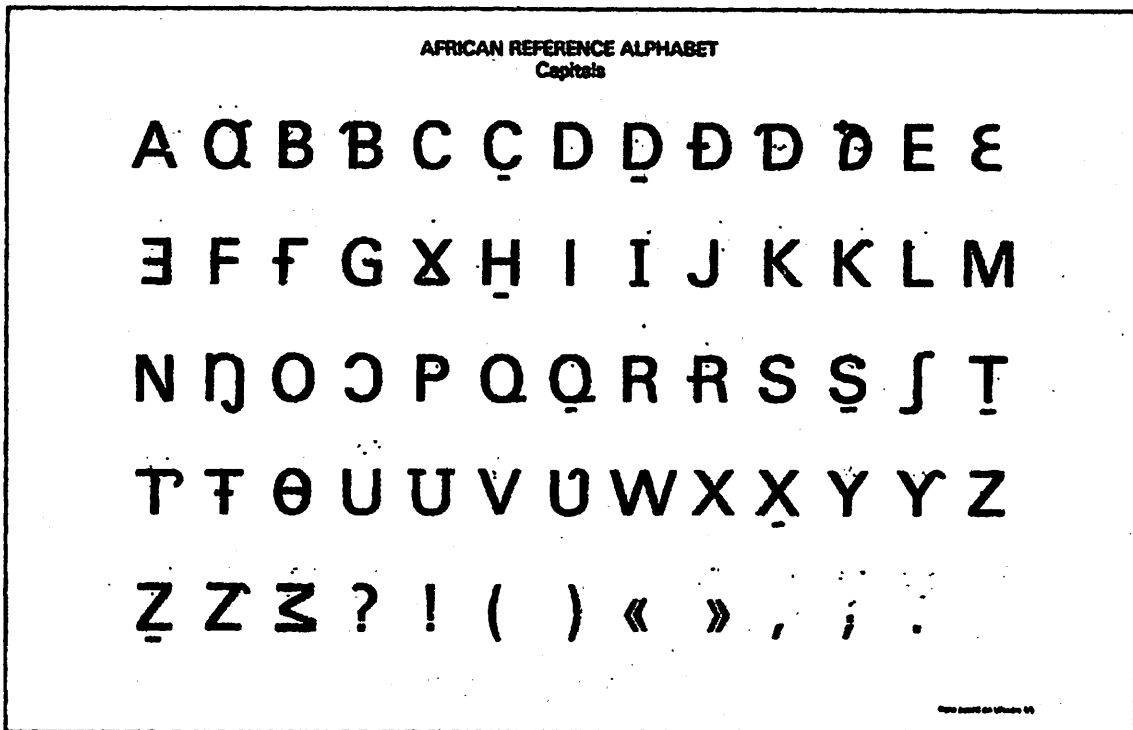 AFRICAN REFERENCE ALPHABET
Capitals
A Ɑ B Ɓ C C̱ D Ḏ Đ Ɗ Ð E Ɛ
Ǝ F Ƒ G Ɣ H̱ I Ɪ J K Ƙ L M
N Ŋ O Ɔ P Q Q̱ R Ɍ S S̱ ʃ Ṯ
Ƭ Ŧ Θ U Ʊ V Ʋ W X X̱ Y Ƴ Z
Ẕ Ȥ Ʒ ? ! ( ) « » , ; .